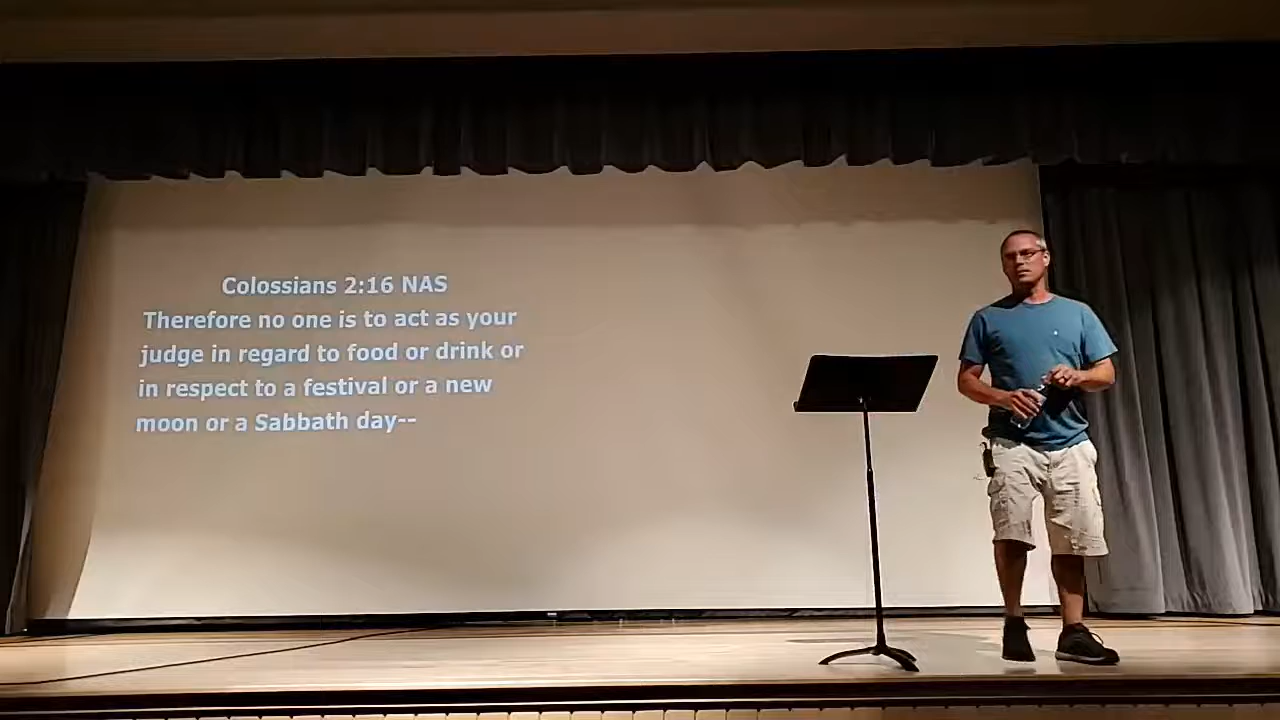 Colossians 2:16 NAS
Therefore no one is to act as your
judge in regard to food or drink or
in respect to a festival or a new
moon or a Sabbath day--